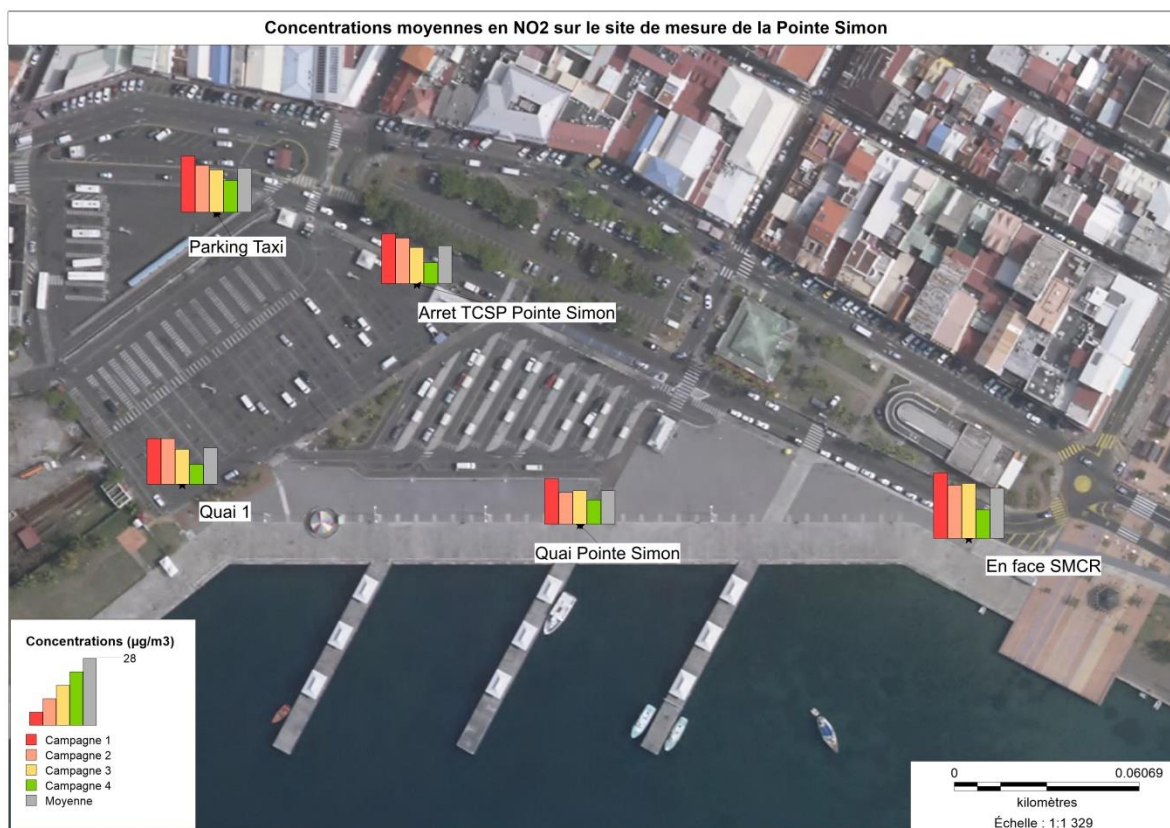 Concentrations moyennes en NO2 sur le site de mesure de la Pointe Simon
Parking Taxi
Arret TCSP Pointe Simon
Quai 1
Quai Pointe Simon
En face SMCR
Concentrations (µg/m3)
28
Campagne 1
Campagne 2
Campagne 3
Campagne 4
Moyenne
0 0.06069
kilomètres
Échelle : 1:1 329